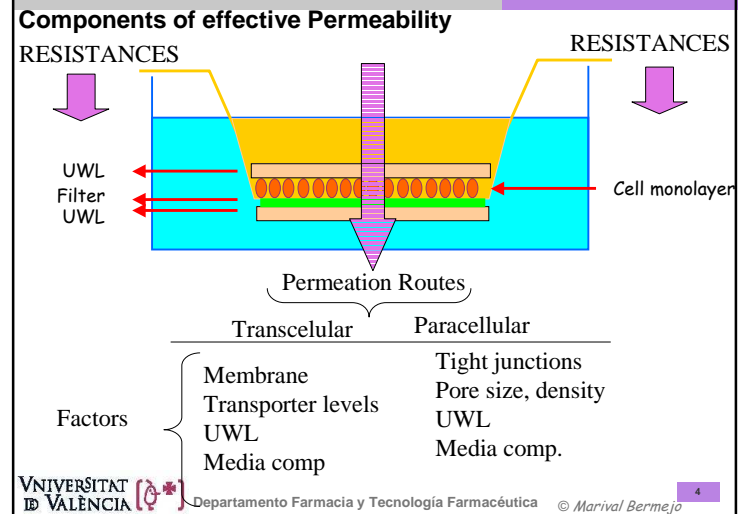 Components of effective Permeability
RESISTANCES
RESISTANCES
UWL
Filter
UWL
Cell monolayer
Permeation Routes
Transcelular
Paracellular
Factors
Membrane
Transporter levels
UWL
Media comp
Tight junctions
Pore size, density
UWL
Media comp.
VNIVERSITAT
ID VALÈNCIA
Departamento Farmacia y Tecnología Farmacéutica
© Marival Bermejo
4